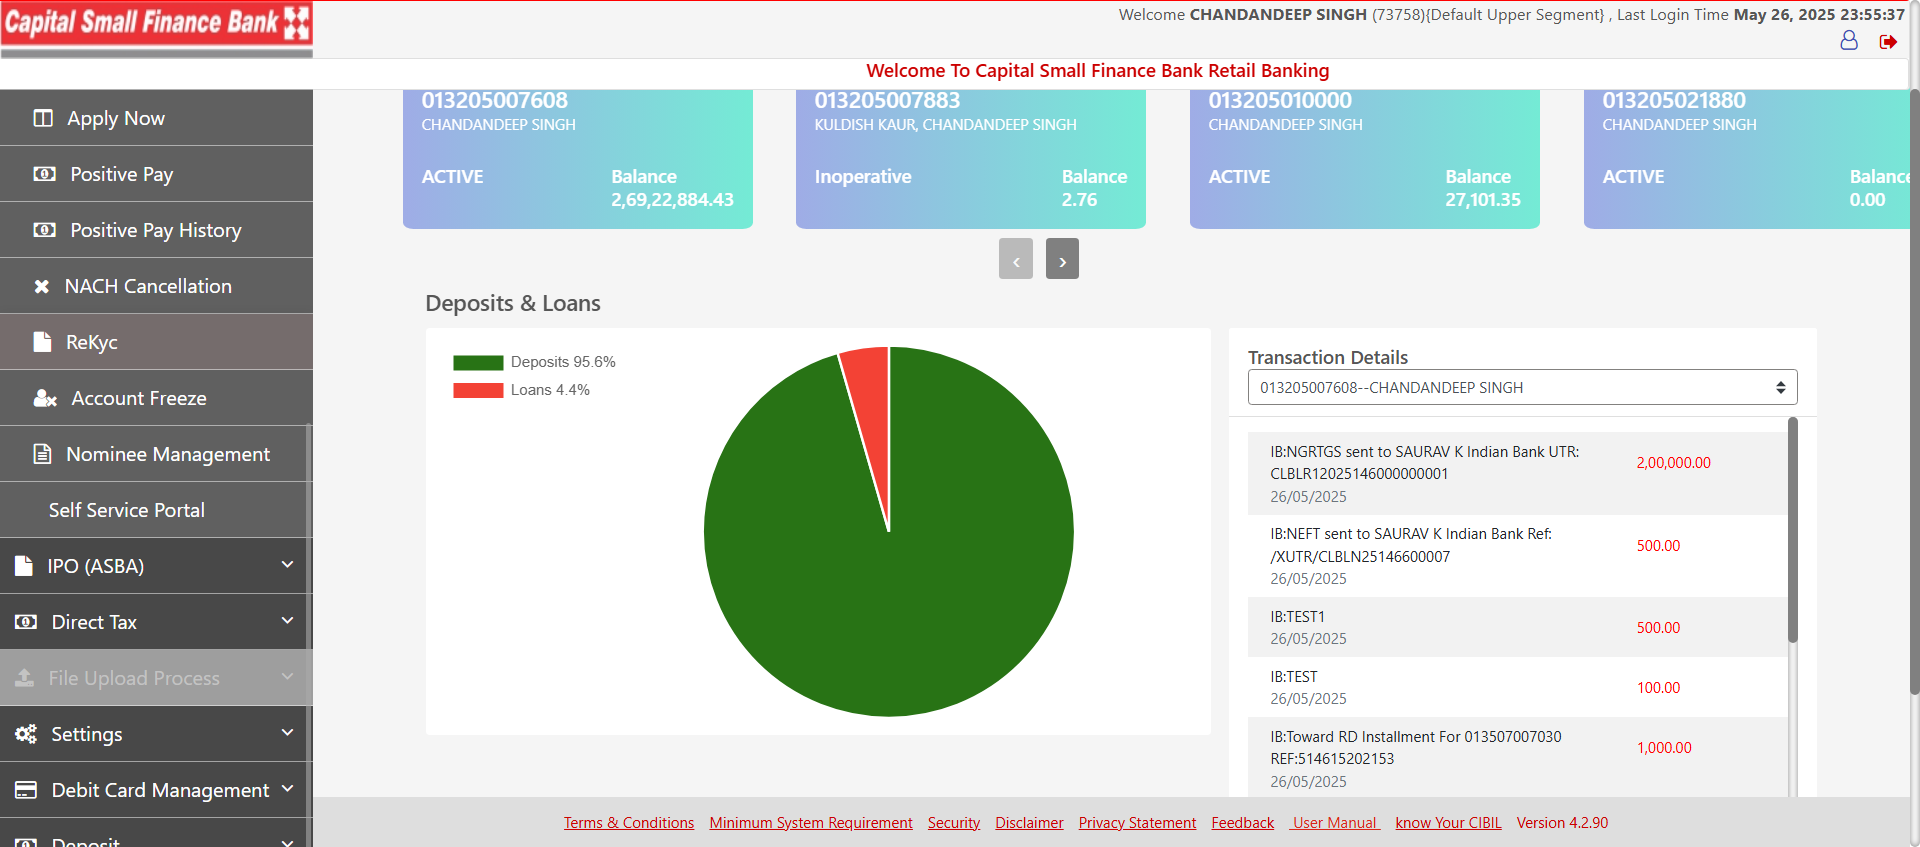 Capital Small Finance Bank
Welcome CHANDANDEEP SINGH (73758){Default Upper Segment} , Last Login Time May 26, 2025 23:55:37
Welcome To Capital Small Finance Bank Retail Banking
Apply Now
Positive Pay
Positive Pay History
NACH Cancellation
ReKyc
Account Freeze
Nominee Management
Self Service Portal
IPO (ASBA)
Direct Tax
File Upload Process
Settings
Debit Card Management
Deposit
013205007608
CHANDANDEEP SINGH
ACTIVE
Balance
2,69,22,884.43
013205007883
KULDISH KAUR, CHANDANDEEP SINGH
Inoperative
Balance
2.76
013205010000
CHANDANDEEP SINGH
ACTIVE
Balance
27,101.35
013205021880
CHANDANDEEP SINGH
ACTIVE
Balance
0.00
‹ ›
Deposits & Loans
Deposits 95.6%
Loans 4.4%
Transaction Details
013205007608--CHANDANDEEP SINGH
IB:NGRTGS sent to SAURAV K Indian Bank UTR:
CLBLR12025146000000001
26/05/2025
2,00,000.00
IB:NEFT sent to SAURAV K Indian Bank Ref:
/XUTR/CLBLN25146600007
26/05/2025
500.00
IB:TEST1
26/05/2025
500.00
IB:TEST
26/05/2025
100.00
IB:Toward RD Installment For 013507007030
REF:514615202153
26/05/2025
1,000.00
Terms & Conditions Minimum System Requirement Security Disclaimer Privacy Statement Feedback User Manual know Your CIBIL Version 4.2.90